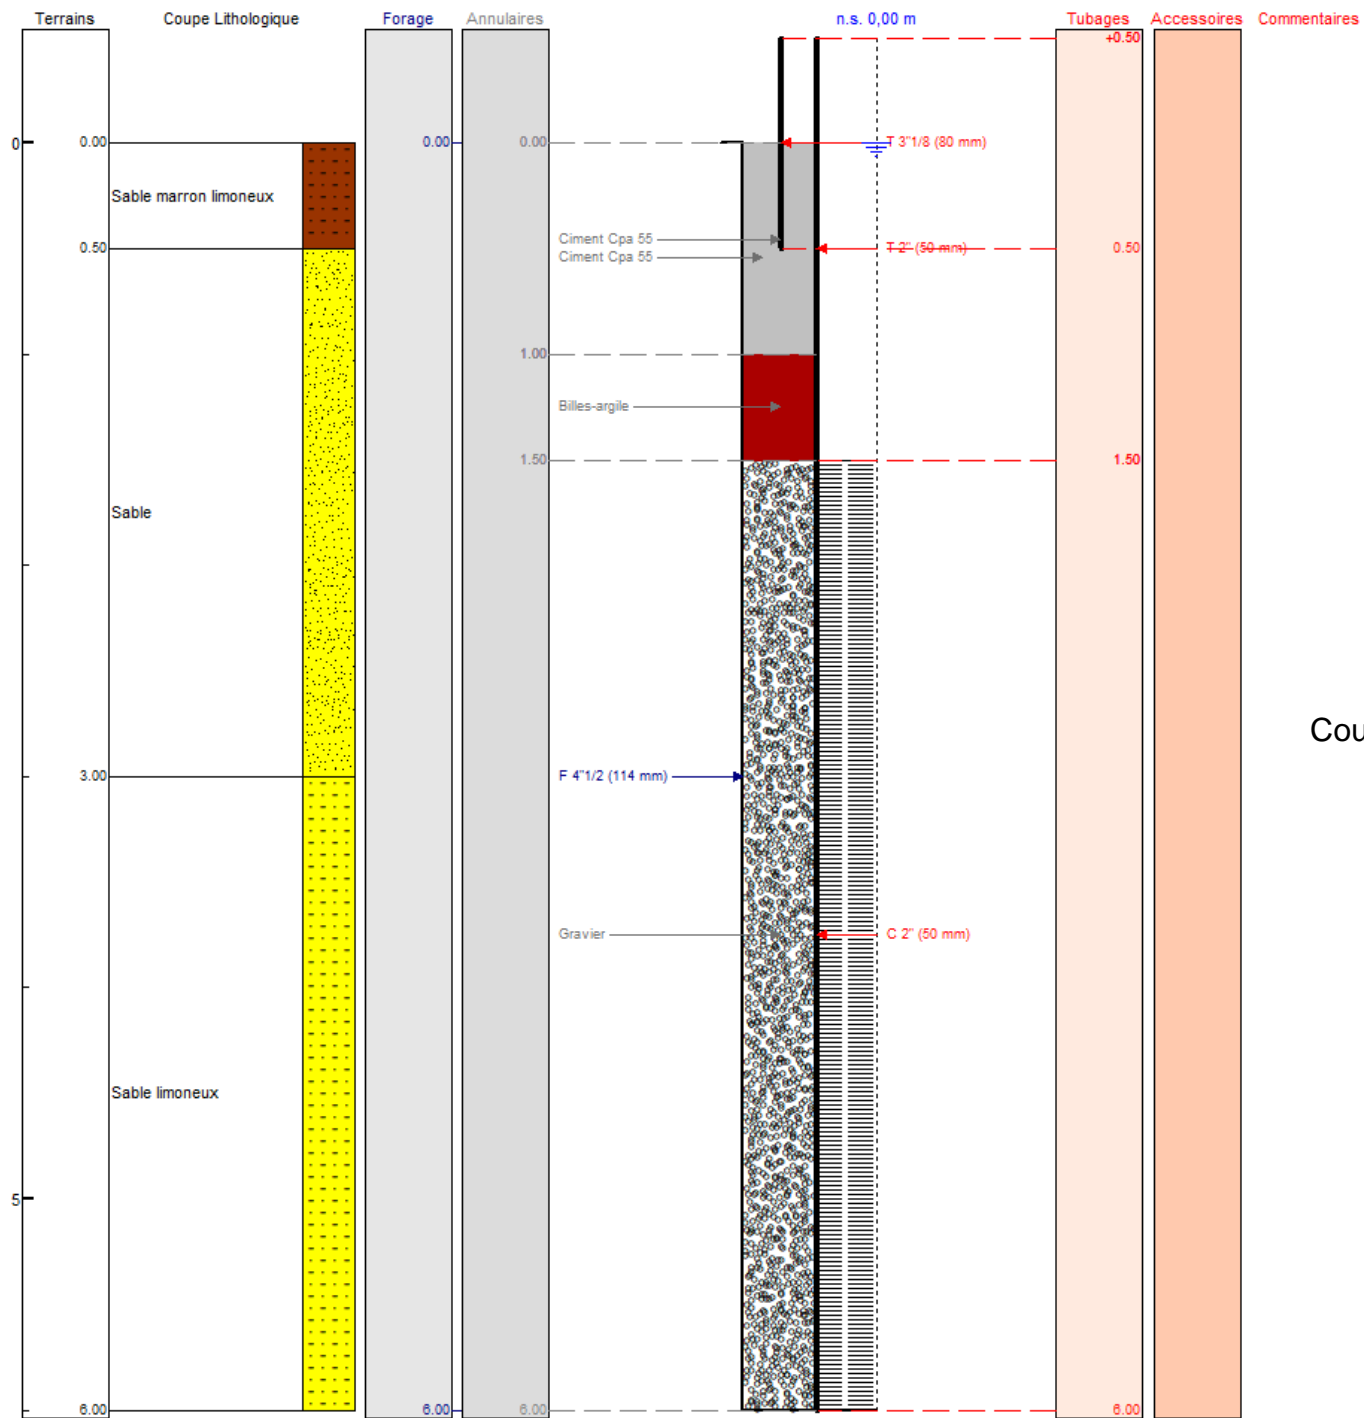 Terrains Coupe Lithologique Forage Annulaires n.s. 0,00 m Tubages Accessoires Commentaires
+0.50
0 0.00 0.00 0.00 T 3"1/8 (80 mm)
Sable marron limoneux
Ciment Cpa 55
0.50 T 2" (50 mm) 0.50
Ciment Cpa 55
1.00
Billes-argile
1.50 1.50
Sable
Cou
3.00 F 4"1/2 (114 mm)
Gravier C 2" (50 mm)
Sable limoneux
5
6.00 6.00 6.00 6.00